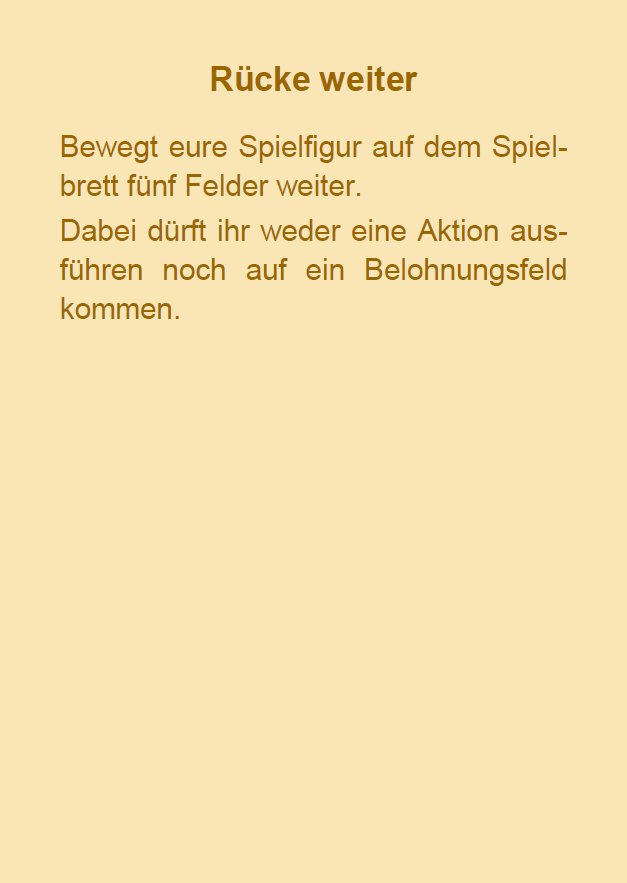 Rücke weiter
Bewegt eure Spielfigur auf dem Spiel-
brett fünf Felder weiter.
Dabei dürft ihr weder eine Aktion aus-
führen noch auf ein Belohnungsfeld
kommen.